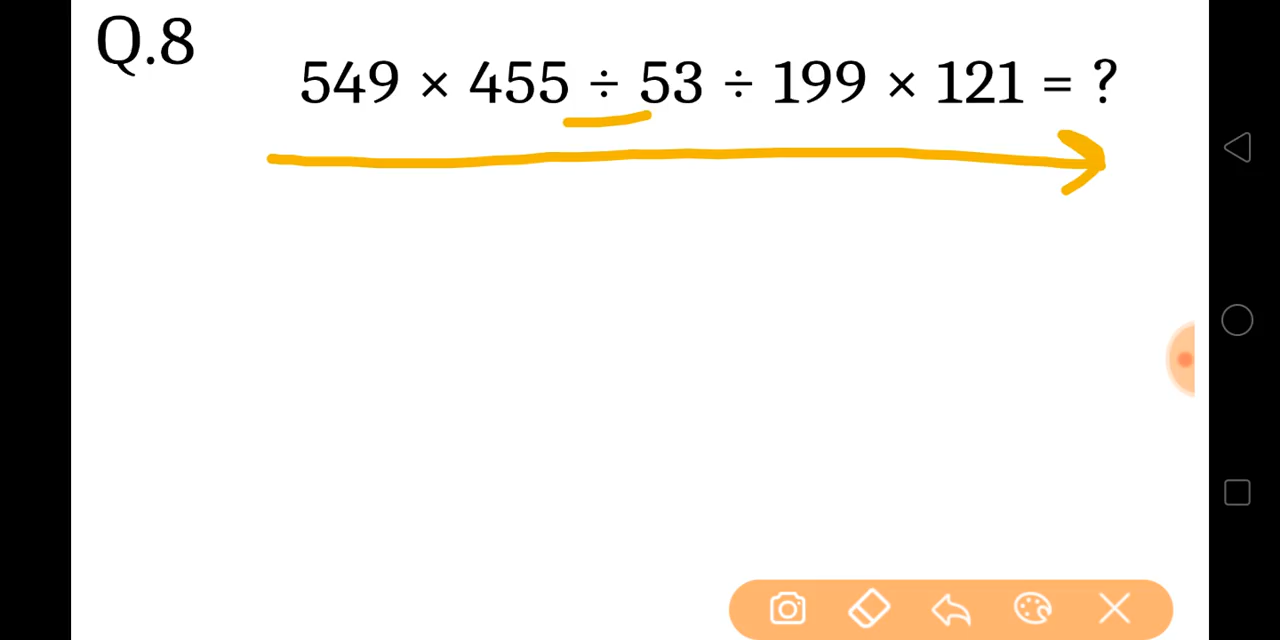 Q.8
549 × 455 ÷ 53 ÷ 199 × 121 = ?